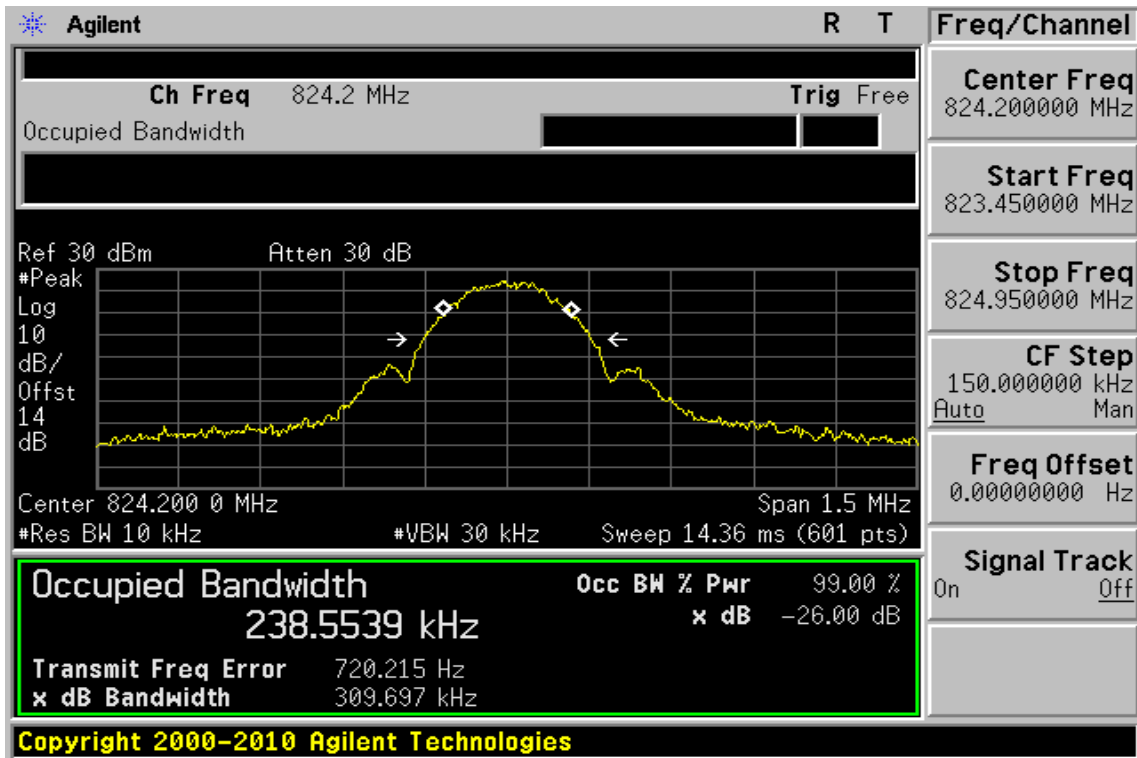 Agilent R T
Ch Freq 824.2 MHz Trig Free
Occupied Bandwidth
Ref 30 dBm Atten 30 dB
#Peak
Log
10
dB/
Offst
14
dB
Center 824.200 0 MHz Span 1.5 MHz
#Res BW 10 kHz #VBW 30 kHz Sweep 14.36 ms (601 pts)
Occupied Bandwidth Occ BW % Pwr 99.00 %
238.5539 kHz x dB -26.00 dB
Transmit Freq Error 720.215 Hz
x dB Bandwidth 309.697 kHz
Copyright 2000-2010 Agilent Technologies
Freq/Channel
Center Freq
824.200000 MHz
Start Freq
823.450000 MHz
Stop Freq
824.950000 MHz
CF Step
150.000000 kHz
Auto Man
Freq Offset
0.00000000 Hz
Signal Track
On Off